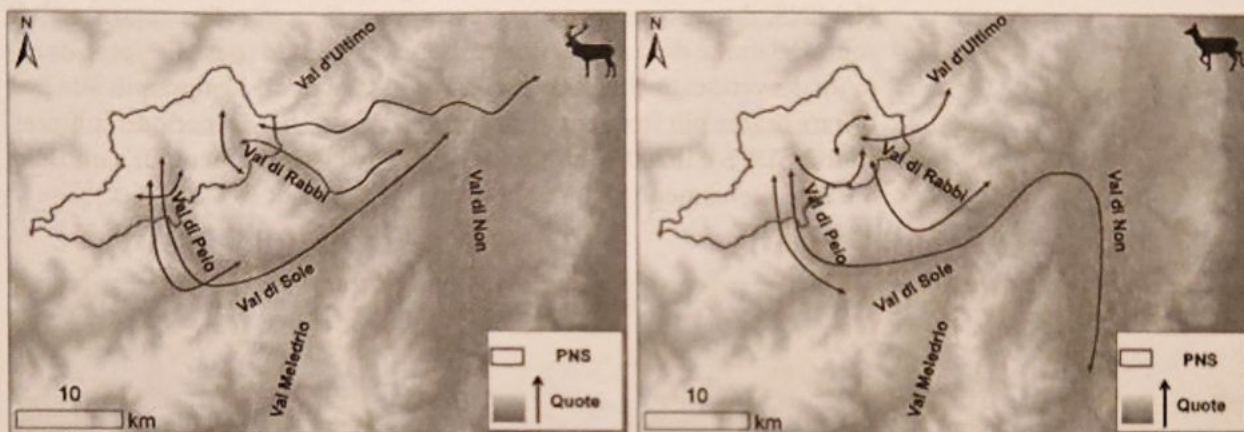 N
Val d'Ultimo
Val di Rabbi
Val di Peio
Val di Non
Val di Sole
Val Meledrio
PNS
Quote
10
km
N
Val d'Ultimo
Val di Rabbi
Val di Peio
Val di Non
Val di Sole
Val Meledrio
PNS
Quote
10
km